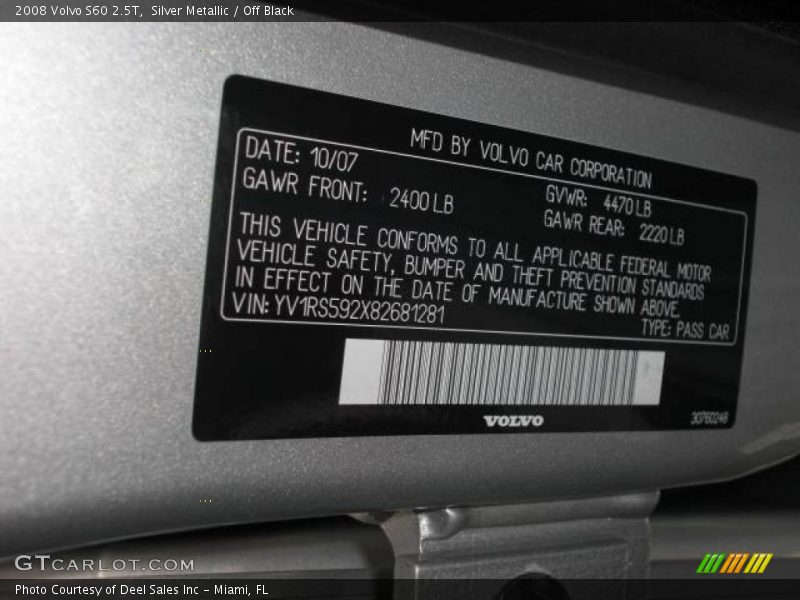 2008 Volvo S60 2.5T, Silver Metallic / Off Black
MFD BY VOLVO CAR CORPORATION
DATE: 10/07
GVWR: 4470 LB
GAWR FRONT: 2400 LB
GAWR REAR: 2220 LB
THIS VEHICLE CONFORMS TO ALL APPLICABLE FEDERAL MOTOR
VEHICLE SAFETY, BUMPER AND THEFT PREVENTION STANDARDS
IN EFFECT ON THE DATE OF MANUFACTURE SHOWN ABOVE.
VIN: YV1RS592X82681281
TYPE: PASS CAR
VOLVO
30760248
GTCARLOT.COM
Photo Courtesy of Deel Sales Inc - Miami, FL